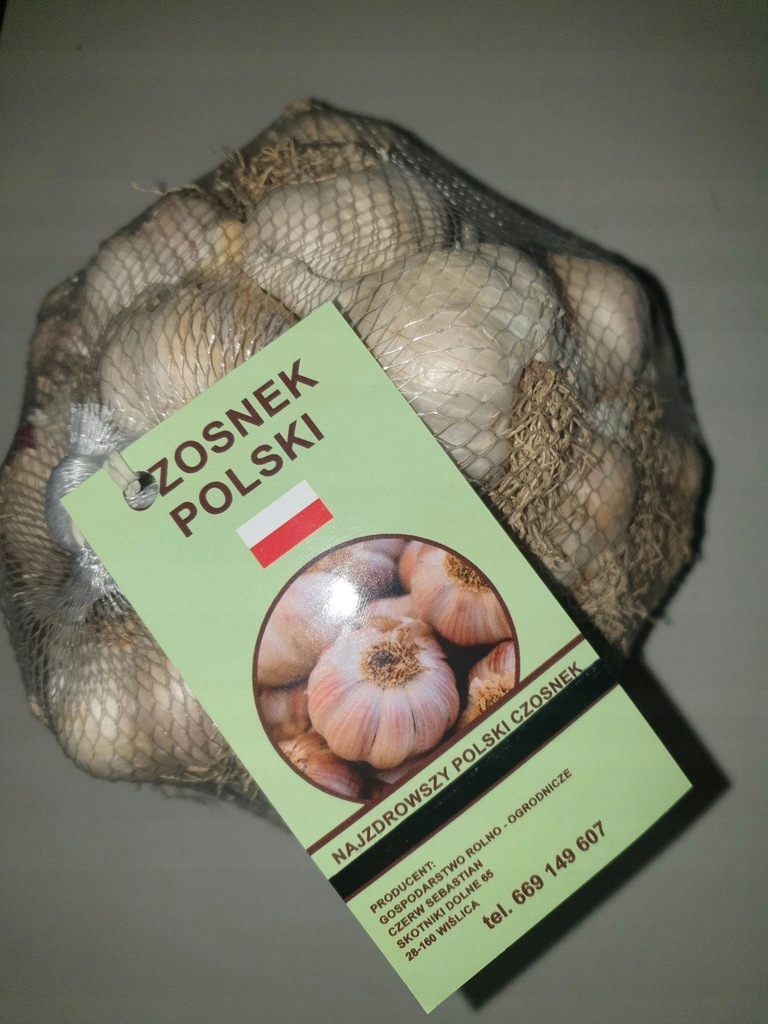 ZOSNEK
POLSKI
NAJZDROWSZY POLSKI CZOSNEK
PRODUCENT:
GOSPODARSTWO ROLNO - OGRODNICZE
CZERW SEBASTIAN
SKOTNIKI DOLNE 65
28-160 WIŚLICA
tel. 669 149 607